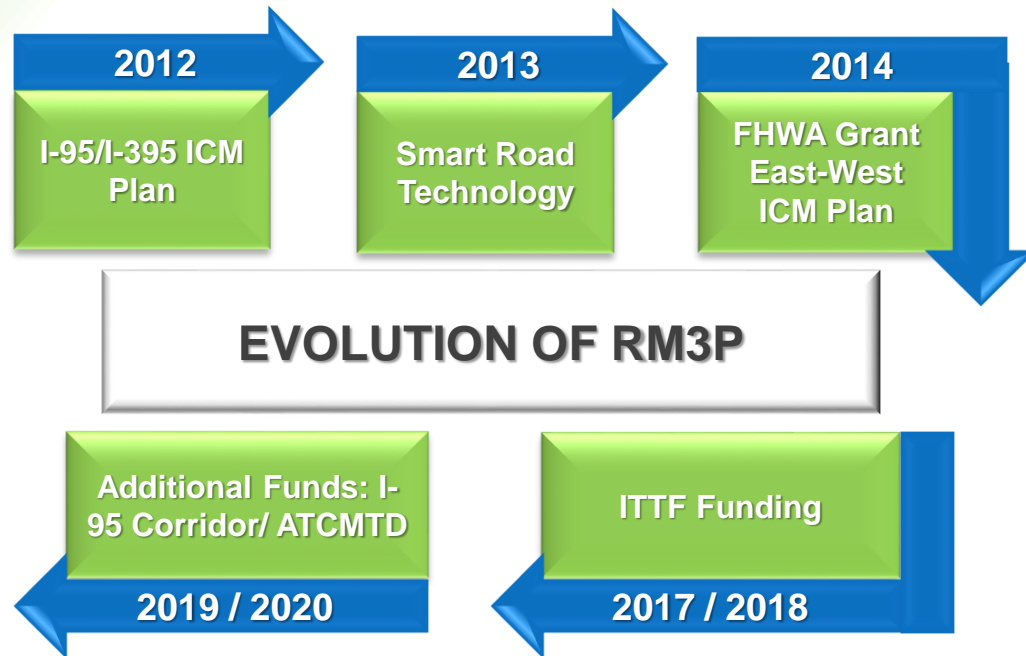 2012
I-95/I-395 ICM
Plan
2013
Smart Road
Technology
2014
FHWA Grant
East-West
ICM Plan
EVOLUTION OF RM3P
Additional Funds: I-
95 Corridor/ ATCMTD
2019 / 2020
ITTF Funding
2017 / 2018